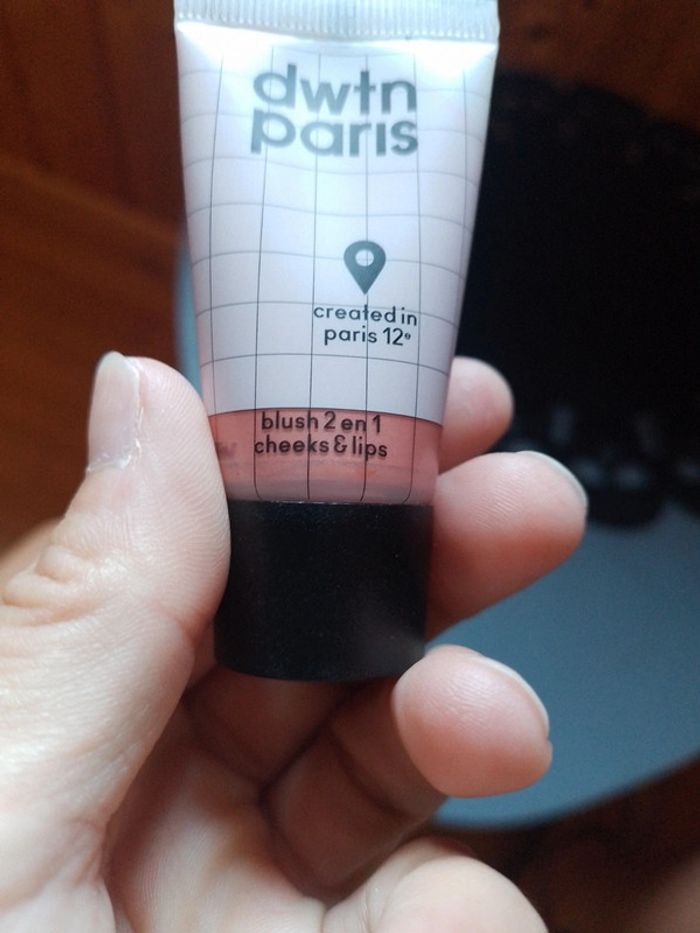 dwtn
paris
created in
paris 12e
blush 2 en 1
cheeks & lips